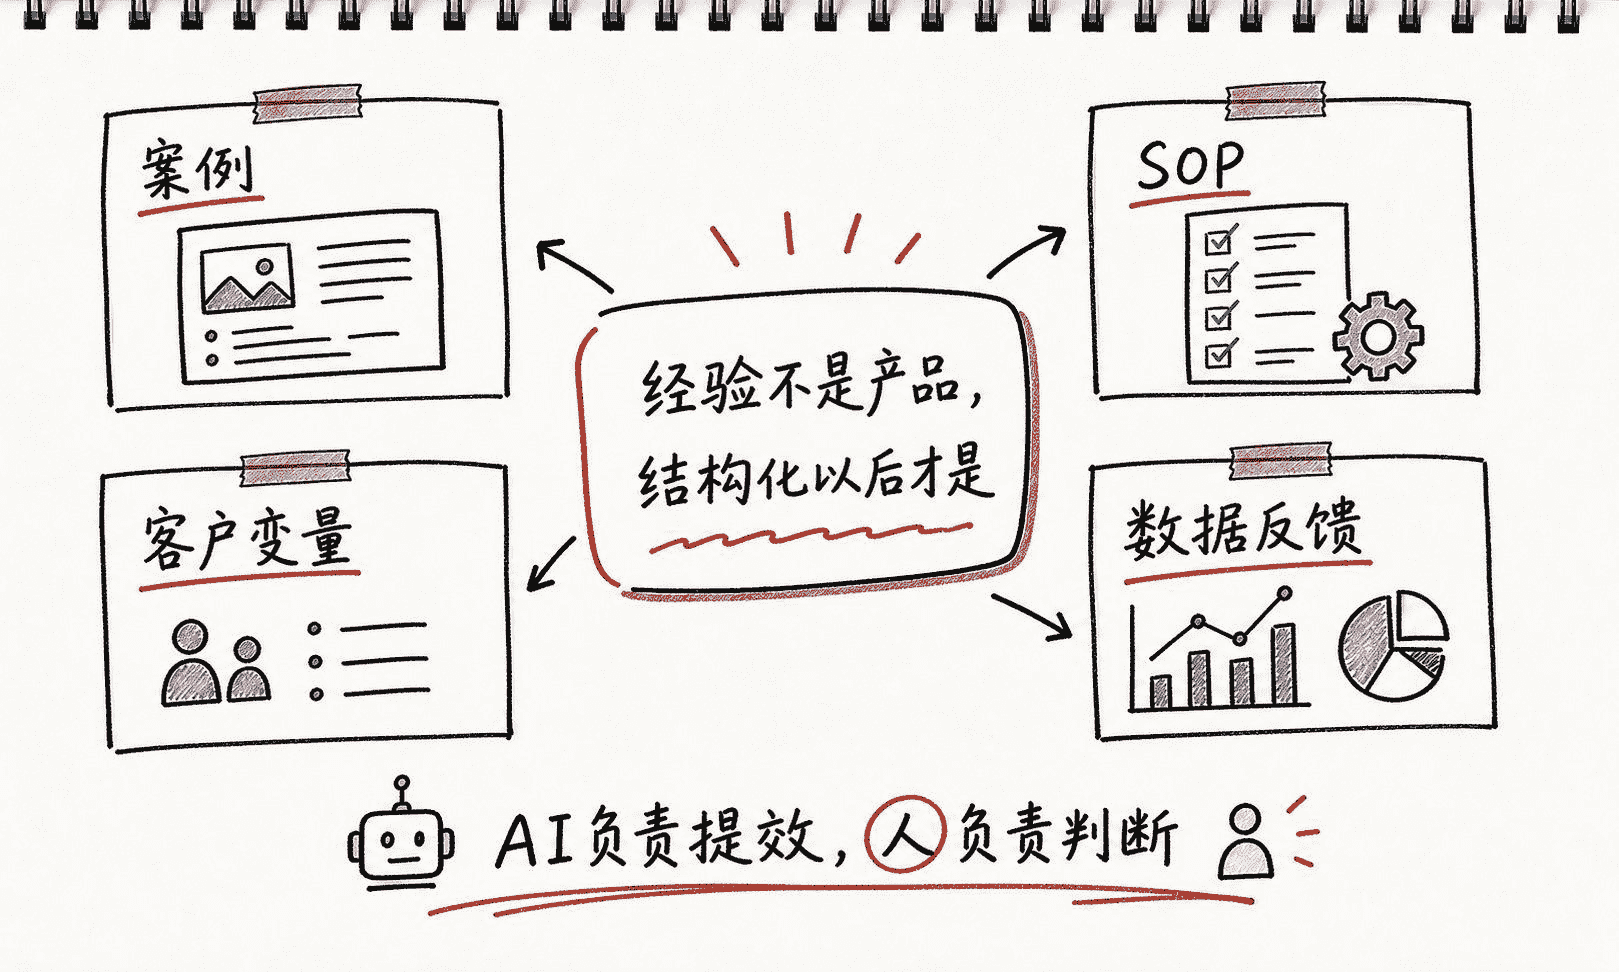 案例
SOP
经验不是产品，
结构化以后才是
客户变量
数据反馈
AI负责提效，人负责判断